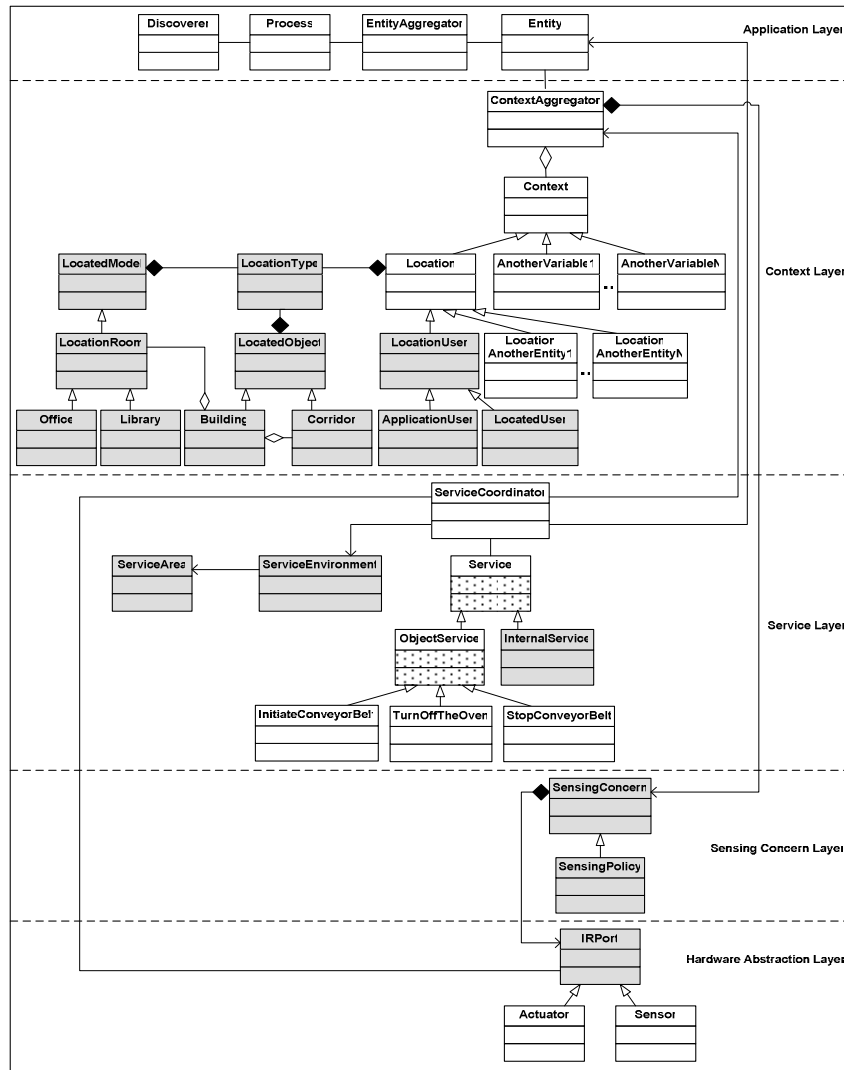 Discoverer
Process
EntityAggregator
Entity
Application Layer
ContextAggregator
Context
LocatedModel
LocationType
Location
AnotherVariable1
..
AnotherVariableN
Context Layer
LocationRoom
LocatedObject
LocationUser
Location
AnotherEntity1
..
Location
AnotherEntityN
Office
Library
Building
Corridor
ApplicationUser
LocatedUser
ServiceCoordinator
ServiceArea
ServiceEnvironment
Service
ObjectService
InternalService
Service Layer
InitiateConveyorBelt
TurnOffTheOven
StopConveyorBelt
SensingConcern
Sensing Concern Layer
SensingPolicy
IRPort
Hardware Abstraction Layer
Actuator
Sensor